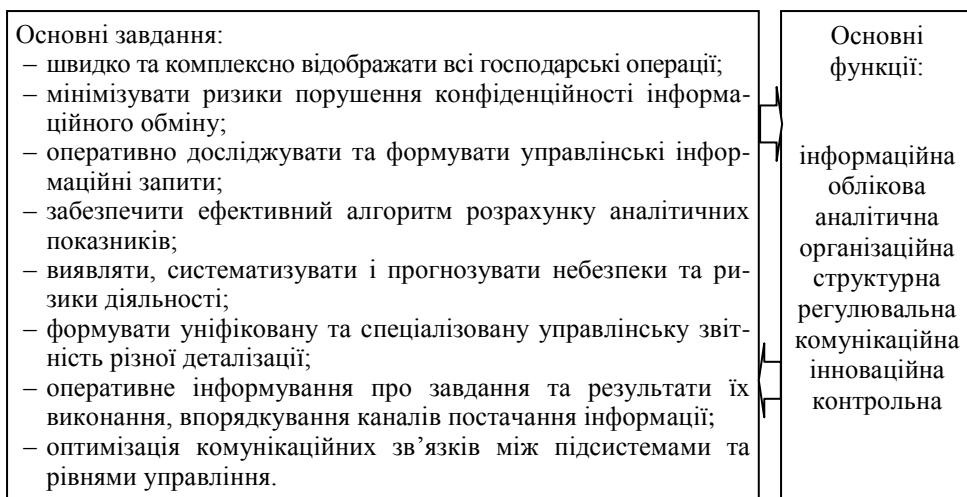 Основні завдання:
– швидко та комплексно відображати всі господарські операції;
– мінімізувати ризики порушення конфіденційності інформа-
ційного обміну;
– оперативно досліджувати та формувати управлінські інфор-
маційні запити;
– забезпечити ефективний алгоритм розрахунку аналітичних
показників;
– виявляти, систематизувати і прогнозувати небезпеки та ри-
зики діяльності;
– формувати уніфіковану та спеціалізовану управлінську звіт-
ність різної деталізації;
– оперативне інформування про завдання та результати їх
виконання, впорядкування каналів постачання інформації;
– оптимізація комунікаційних зв’язків між підсистемами та
рівнями управління.
Основні
функції:
інформаційна
облікова
аналітична
організаційна
структурна
регулювальна
комунікаційна
інноваційна
контрольна